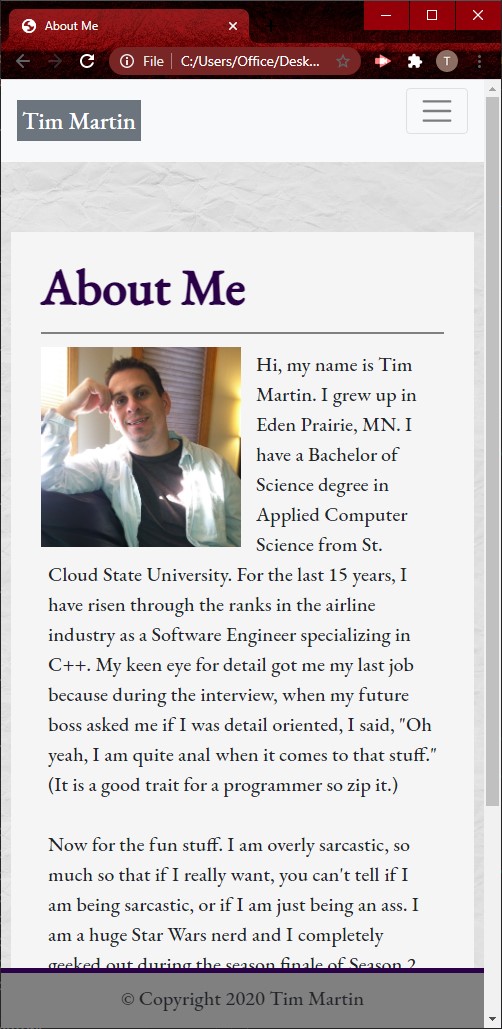 About Me
File
C:/Users/Office/Desk...
T
Tim Martin
About Me
Hi, my name is Tim
Martin. I grew up in
Eden Prairie, MN. I
have a Bachelor of
Science degree in
Applied Computer
Science from St.
Cloud State University. For the last 15 years, I
have risen through the ranks in the airline
industry as a Software Engineer specializing in
C++. My keen eye for detail got me my last job
because during the interview, when my future
boss asked me if I was detail oriented, I said, "Oh
yeah, I am quite anal when it comes to that stuff."
(It is a good trait for a programmer so zip it.)
Now for the fun stuff. I am overly sarcastic, so
much so that if I really want, you can't tell if I
am being sarcastic, or if I am just being an ass. I
am a huge Star Wars nerd and I completely
geeked out during the season finale of Season 2
© Copyright 2020 Tim Martin